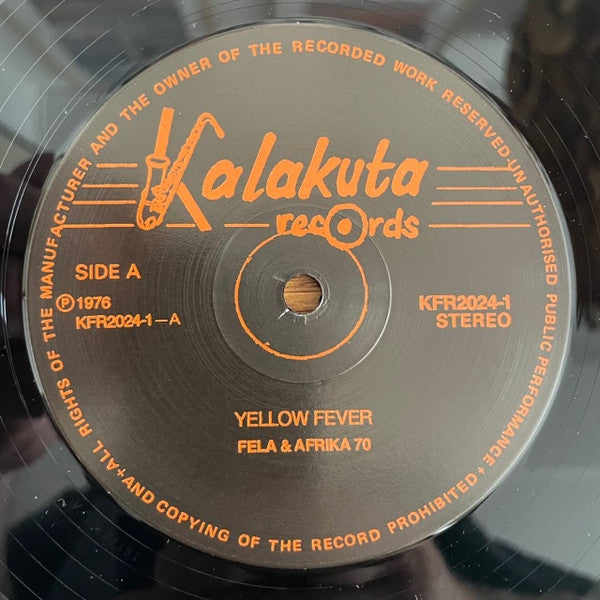 ALL RIGHTS OF THE MANUFACTURER AND THE OWNER OF THE RECORDED WORK RESERVED-UNAUTHORISED PUBLIC PERFORMANCE+
+AND COPYING OF THE RECORD PROHIBITED+
Kalakuta
records
SIDE A
℗ 1976
KFR2024-1—A
KFR2024-1
STEREO
YELLOW FEVER
FELA & AFRIKA 70